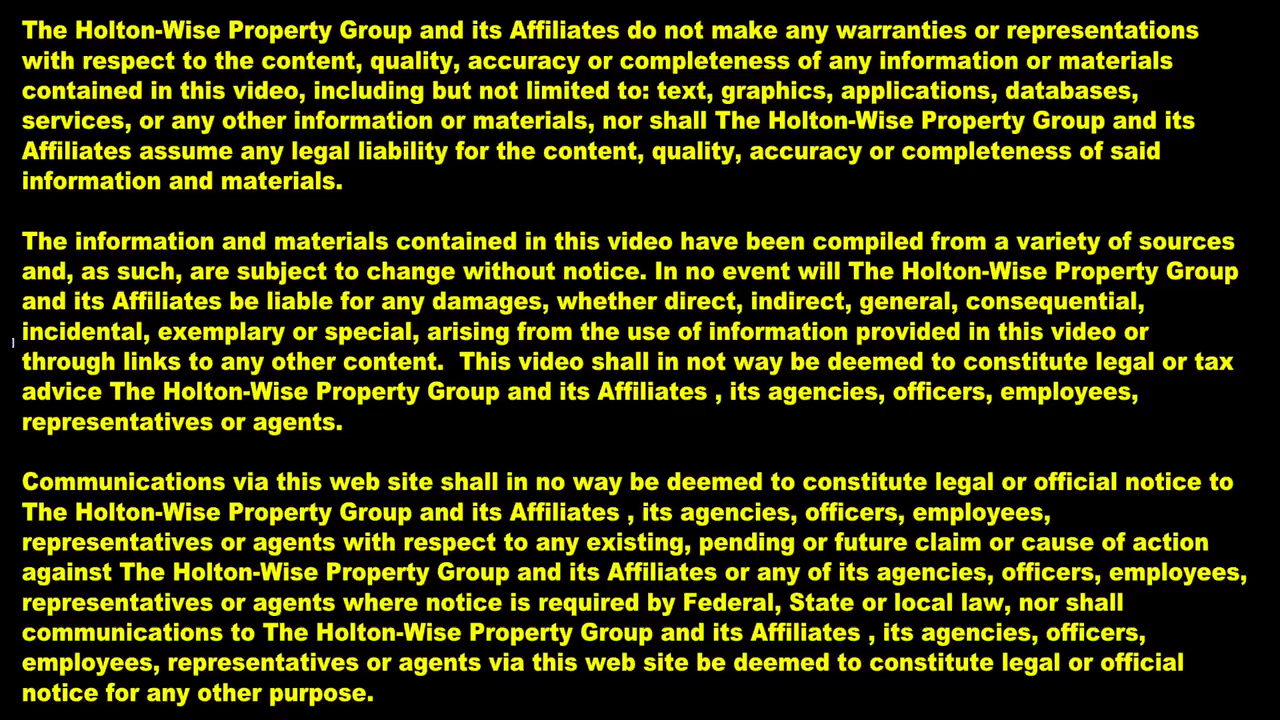 The Holton-Wise Property Group and its Affiliates do not make any warranties or representations
with respect to the content, quality, accuracy or completeness of any information or materials
contained in this video, including but not limited to: text, graphics, applications, databases,
services, or any other information or materials, nor shall The Holton-Wise Property Group and its
Affiliates assume any legal liability for the content, quality, accuracy or completeness of said
information and materials.
The information and materials contained in this video have been compiled from a variety of sources
and, as such, are subject to change without notice. In no event will The Holton-Wise Property Group
and its Affiliates be liable for any damages, whether direct, indirect, general, consequential,
incidental, exemplary or special, arising from the use of information provided in this video or
through links to any other content.  This video shall in not way be deemed to constitute legal or tax
advice The Holton-Wise Property Group and its Affiliates , its agencies, officers, employees,
representatives or agents.
Communications via this web site shall in no way be deemed to constitute legal or official notice to
The Holton-Wise Property Group and its Affiliates , its agencies, officers, employees,
representatives or agents with respect to any existing, pending or future claim or cause of action
against The Holton-Wise Property Group and its Affiliates or any of its agencies, officers, employees,
representatives or agents where notice is required by Federal, State or local law, nor shall
communications to The Holton-Wise Property Group and its Affiliates , its agencies, officers,
employees, representatives or agents via this web site be deemed to constitute legal or official
notice for any other purpose.